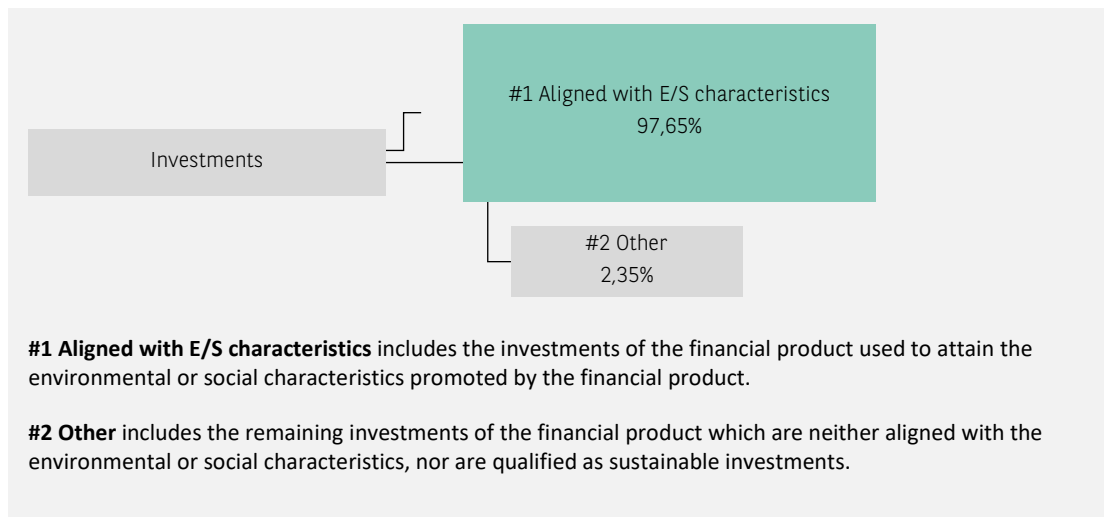 #1 Aligned with E/S characteristics
97,65%
Investments
#2 Other
2,35%
#1 Aligned with E/S characteristics includes the investments of the financial product used to attain the
environmental or social characteristics promoted by the financial product.
#2 Other includes the remaining investments of the financial product which are neither aligned with the
environmental or social characteristics, nor are qualified as sustainable investments.